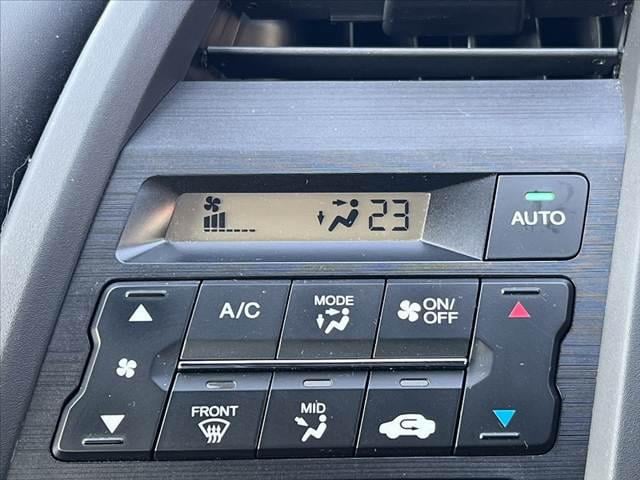 23
AUTO
A/C
MODE
ON/
OFF
FRONT
MID